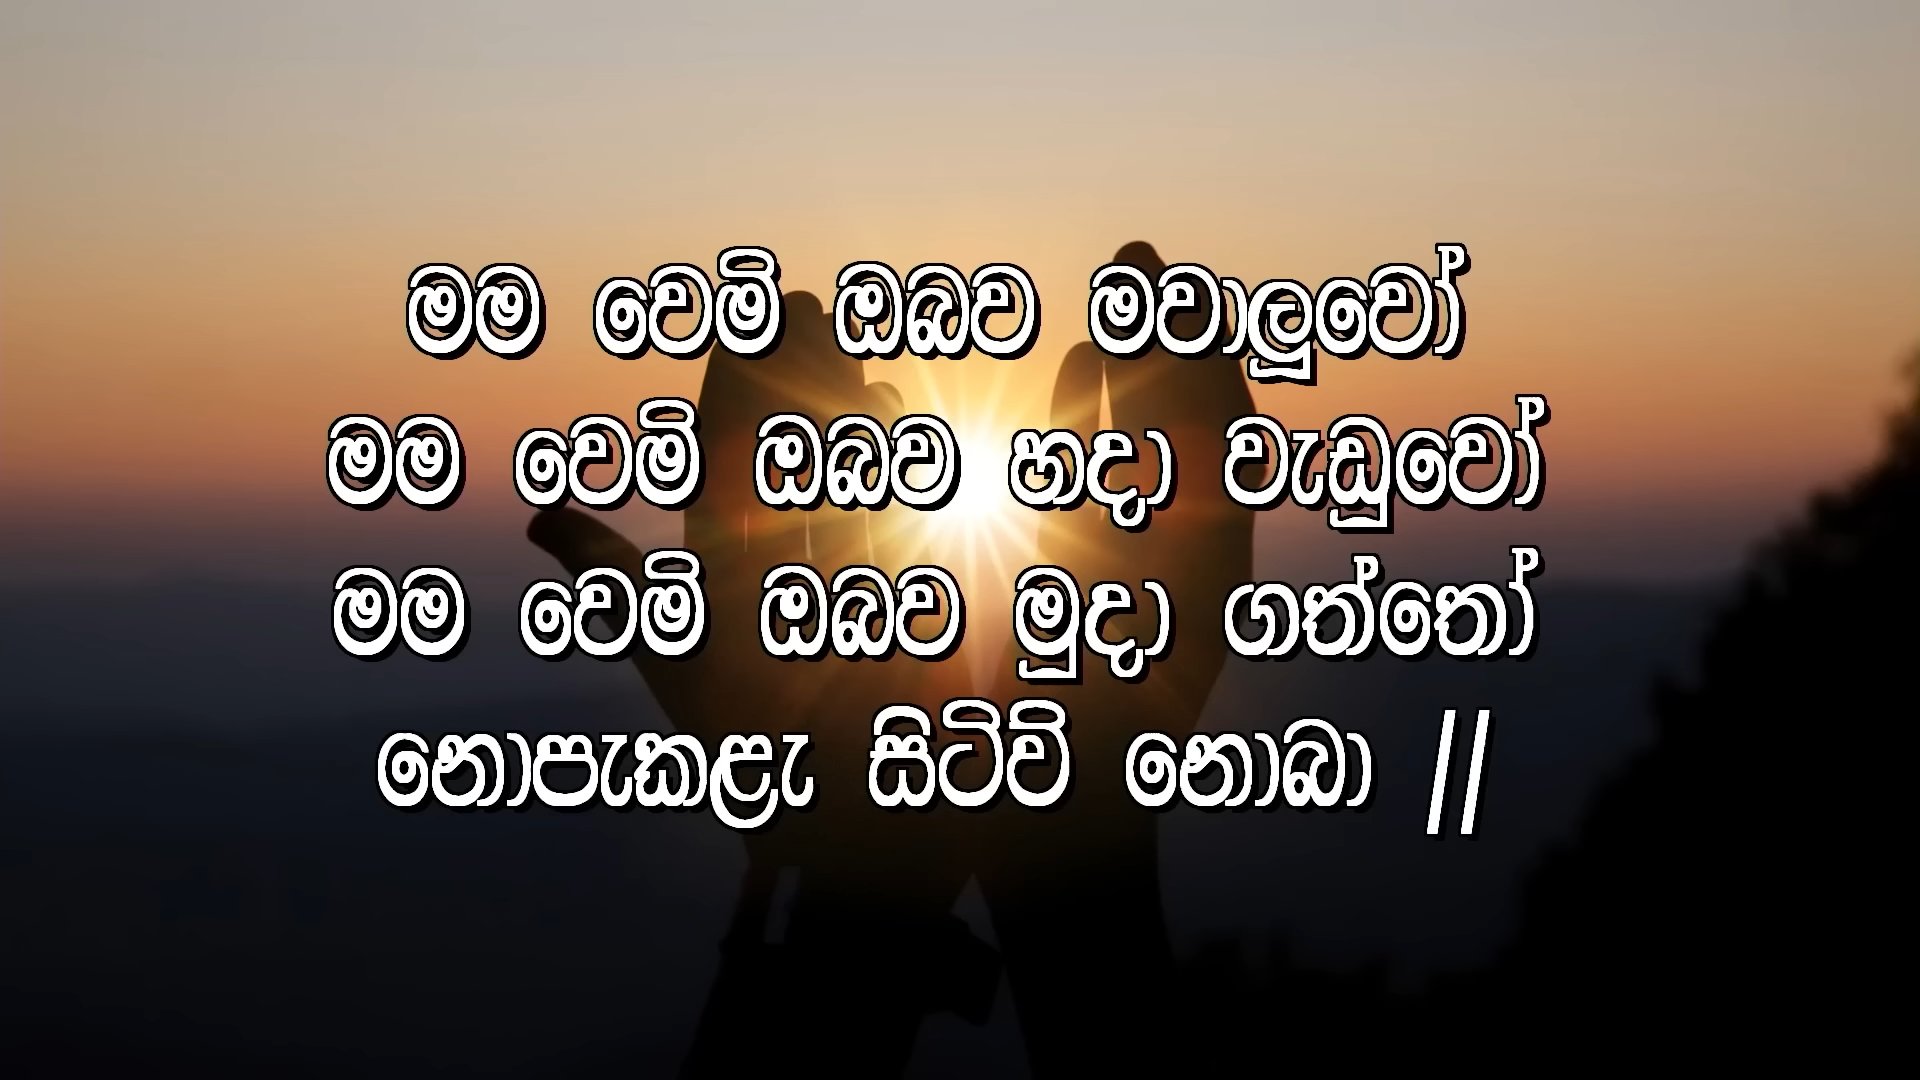 මම වෙමි ඔබව මවාලූවෝ
මම වෙමි ඔබව හදා වැඩූවෝ
මම වෙමි ඔබව මුදා ගත්තෝ
නොපැකළැ සිටිව් නොබා //